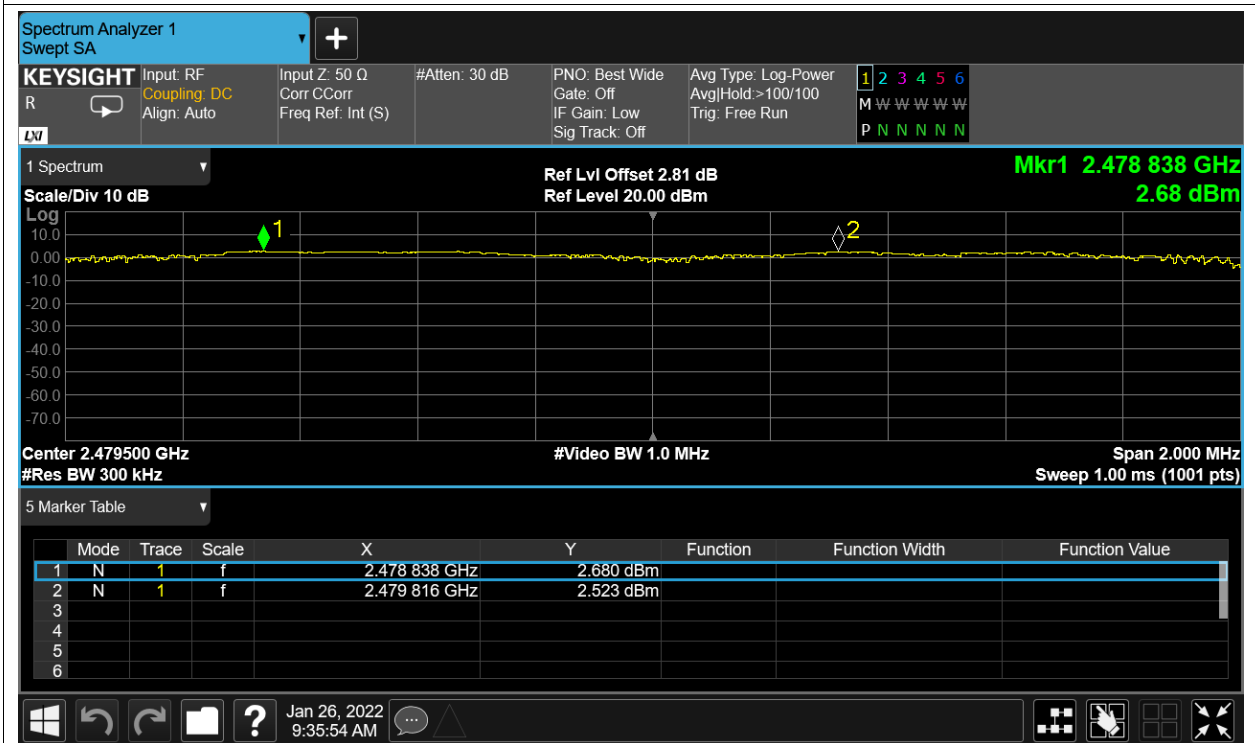 Spectrum Analyzer 1
Swept SA
KEYSIGHT
R
LXI
Input: RF
Coupling: DC
Align: Auto
Input Z: 50 Ω
Corr CCorr
Freq Ref: Int (S)
#Atten: 30 dB
PNO: Best Wide
Gate: Off
IF Gain: Low
Sig Track: Off
Avg Type: Log-Power
Avg|Hold:>100/100
Trig: Free Run
1 2 3 4 5 6
M W W W W W
P N N N N N
1 Spectrum
Scale/Div 10 dB
Ref Lvl Offset 2.81 dB
Ref Level 20.00 dBm
Mkr1 2.478 838 GHz
2.68 dBm
Log
10.0
0.00
-10.0
-20.0
-30.0
-40.0
-50.0
-60.0
-70.0
1
2
Center 2.479500 GHz
#Res BW 300 kHz
#Video BW 1.0 MHz
Span 2.000 MHz
Sweep 1.00 ms (1001 pts)
5 Marker Table
Mode Trace Scale X Y Function Function Width Function Value
1 N 1 f 2.478 838 GHz 2.680 dBm
2 N 1 f 2.479 816 GHz 2.523 dBm
3
4
5
6
?
Jan 26, 2022
9:35:54 AM